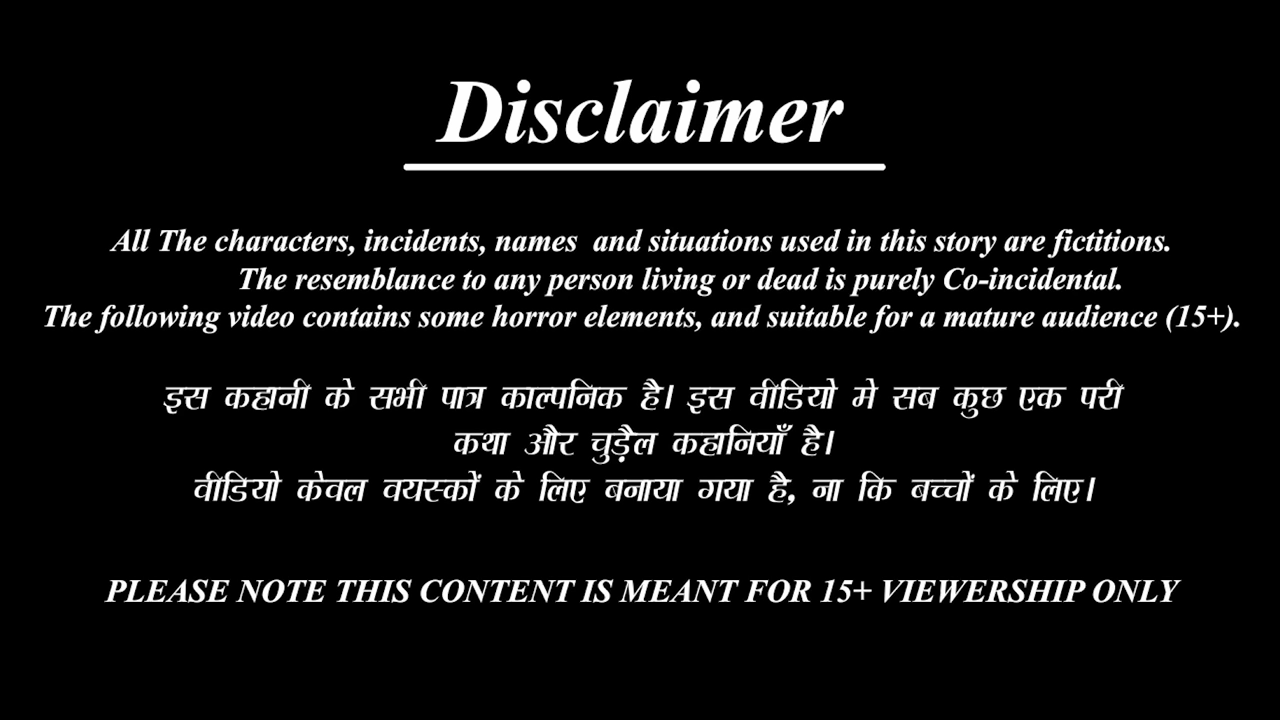 Disclaimer
All The characters, incidents, names and situations used in this story are fictitions.
The resemblance to any person living or dead is purely Co-incidental.
The following video contains some horror elements, and suitable for a mature audience (15+).
इस कहानी के सभी पात्र काल्पनिक है। इस वीडियो मे सब कुछ एक परी
कथा और चुड़ैल कहानियाँ है।
वीडियो केवल वयस्कों के लिए बनाया गया है, ना कि बच्चों के लिए।
PLEASE NOTE THIS CONTENT IS MEANT FOR 15+ VIEWERSHIP ONLY